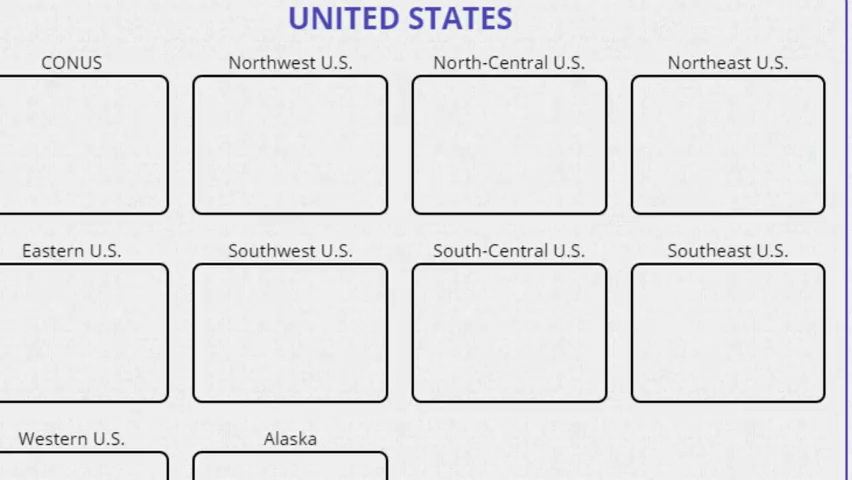 UNITED STATES
CONUS
Northwest U.S.
North-Central U.S.
Northeast U.S.
Eastern U.S.
Southwest U.S.
South-Central U.S.
Southeast U.S.
Western U.S.
Alaska